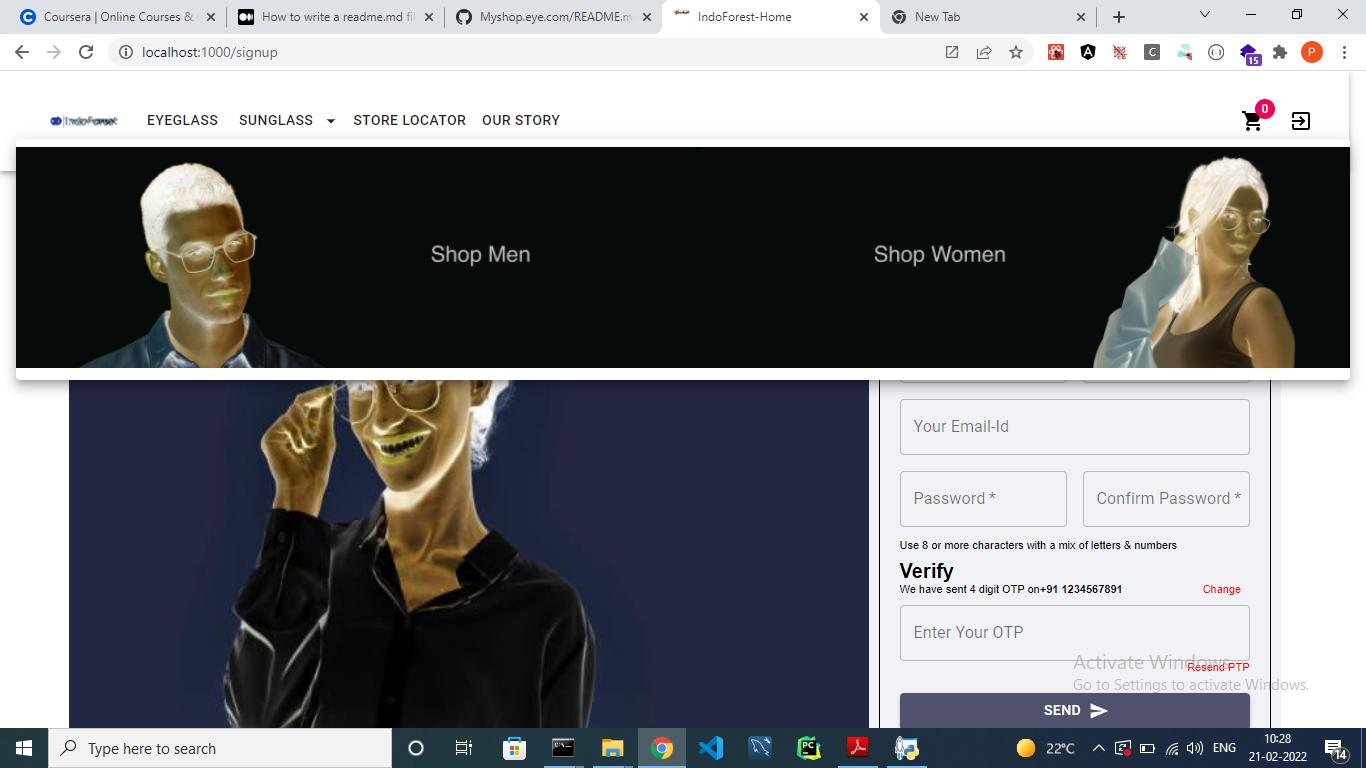 Coursera | Online Courses &
How to write a readme.md fil
Myshop.eye.com/README.m
IndoForest-Home
New Tab
localhost:1000/signup
15
P
IndoForest
EYEGLASS
SUNGLASS
STORE LOCATOR
OUR STORY
0
Shop Men
Shop Women
Your Email-Id
Password *
Confirm Password *
Use 8 or more characters with a mix of letters & numbers
Verify
We have sent 4 digit OTP on+91 1234567891
Change
Enter Your OTP
Resend PTP
Activate Windows
Go to Settings to activate Windows.
SEND
Type here to search
22°C
ENG
10:28
21-02-2022
14